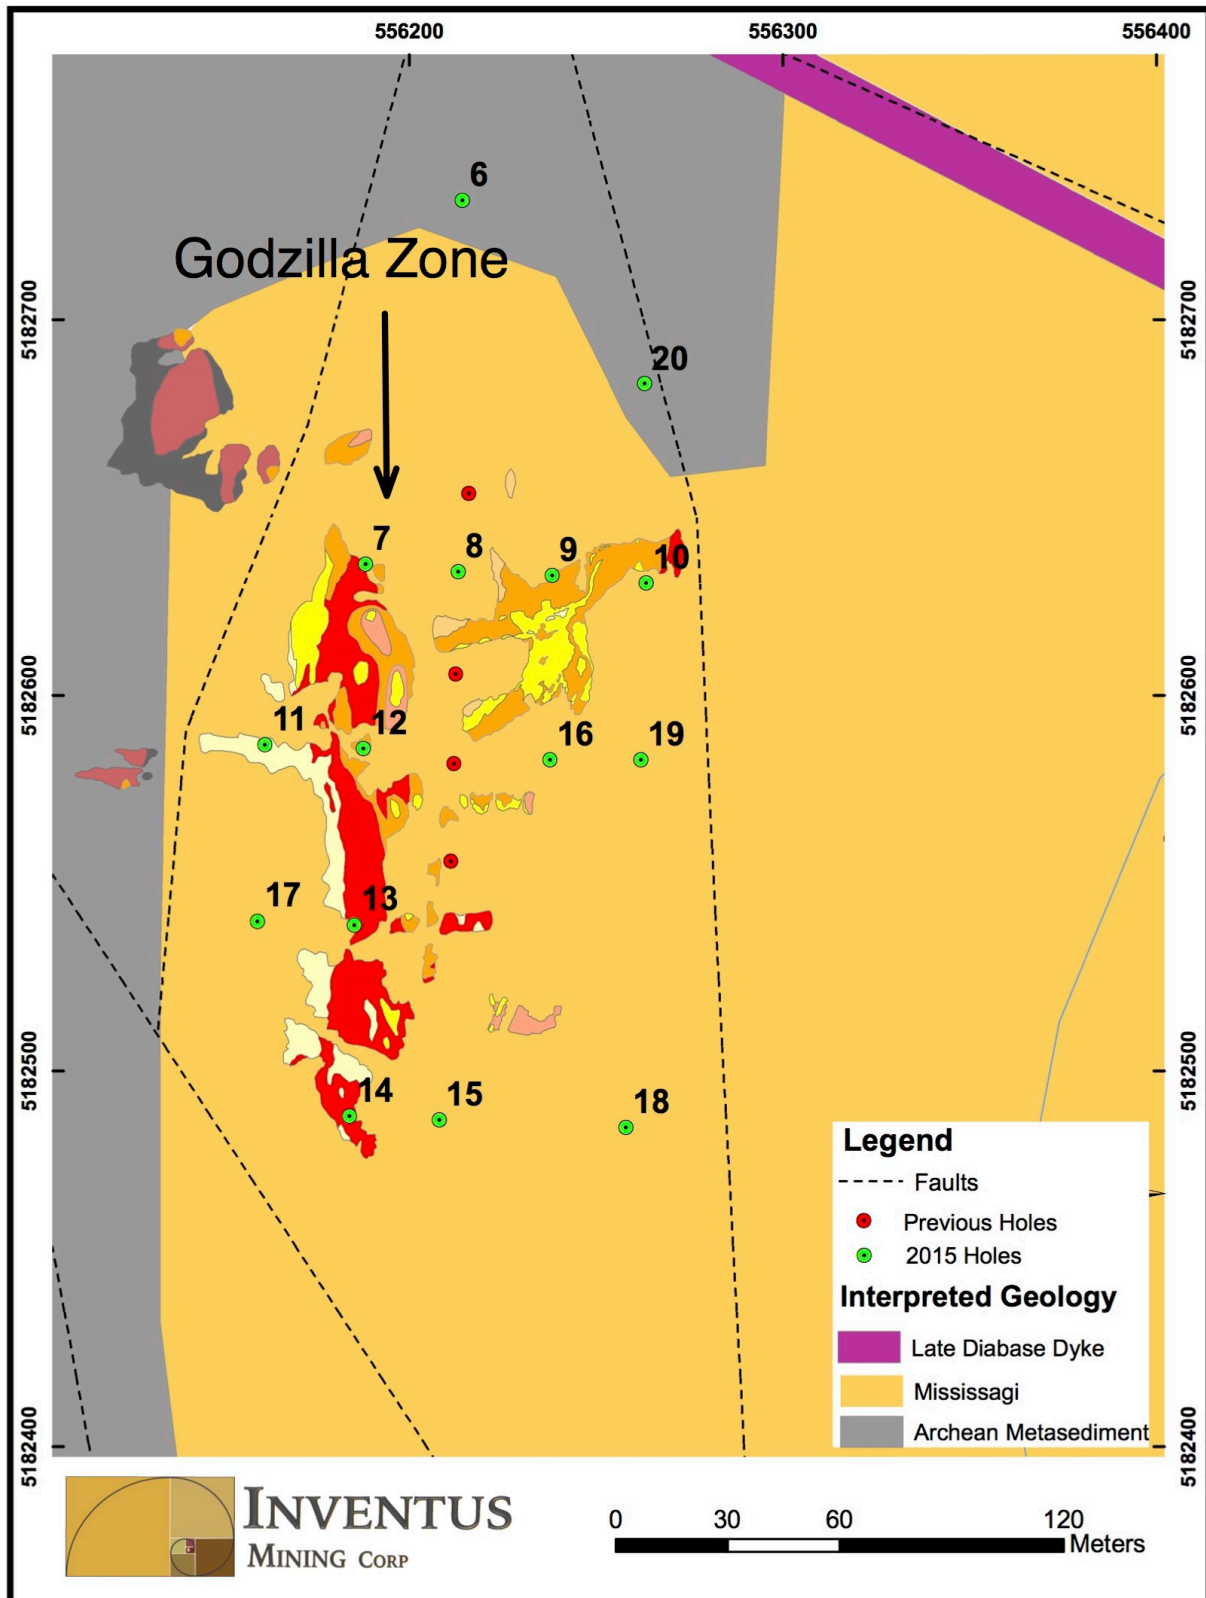 556200
556300
556400
6
Godzilla Zone
5182700
5182700
20
7
8
9
10
5182600
5182600
11
12
16
19
17
13
5182500
5182500
14
15
18
Legend
Faults
Previous Holes
2015 Holes
Interpreted Geology
Late Diabase Dyke
Mississagi
Archean Metasediment
5182400
5182400
INVENTUS
MINING CORP
0 30 60 120
Meters